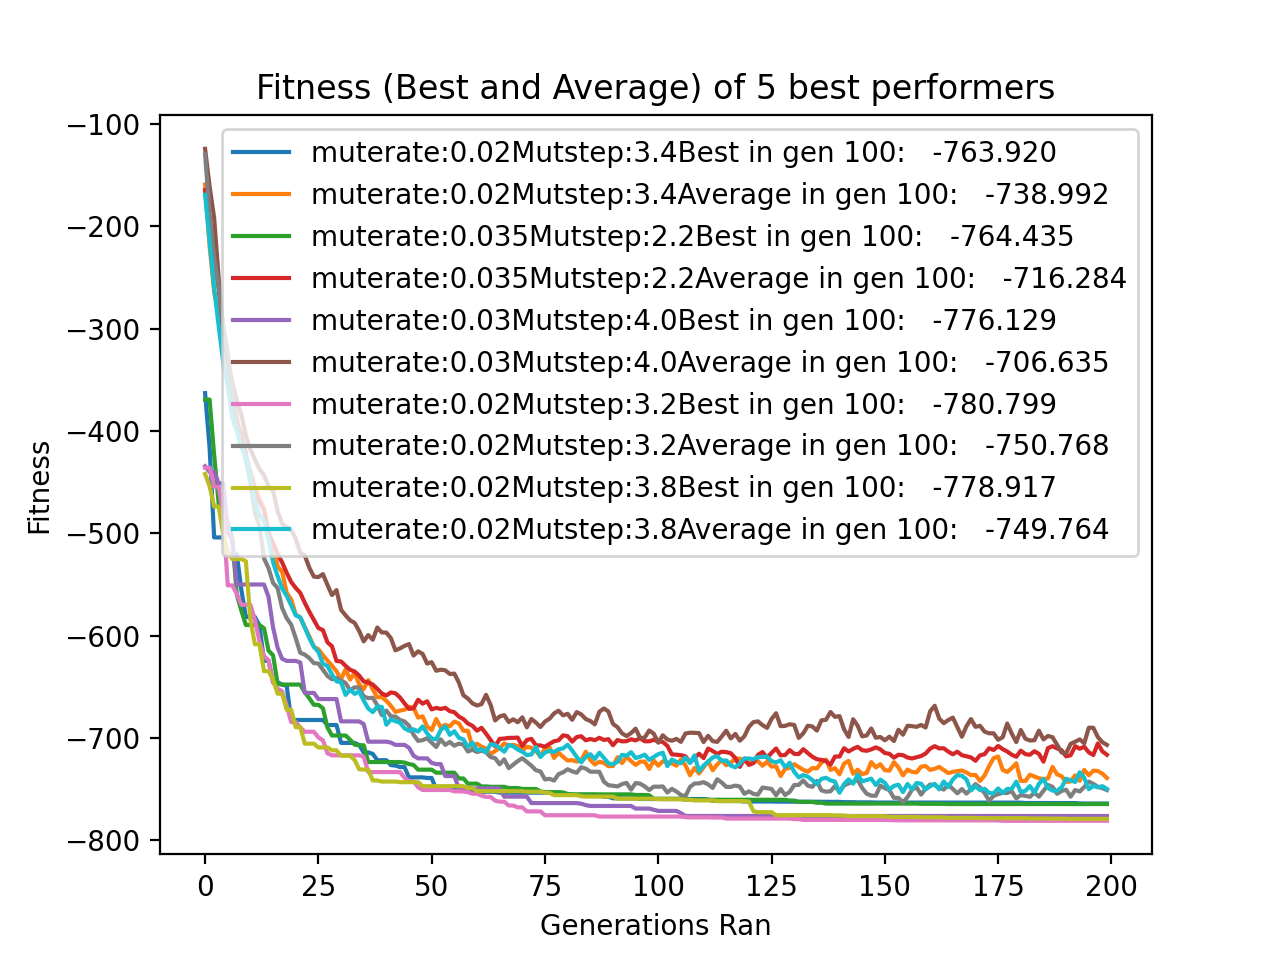 Fitness (Best and Average) of 5 best performers
−100
−200
−300
−400
−500
−600
−700
−800
Fitness
muterate:0.02Mutstep:3.4Best in gen 100:   -763.920
muterate:0.02Mutstep:3.4Average in gen 100:   -738.992
muterate:0.035Mutstep:2.2Best in gen 100:   -764.435
muterate:0.035Mutstep:2.2Average in gen 100:   -716.284
muterate:0.03Mutstep:4.0Best in gen 100:   -776.129
muterate:0.03Mutstep:4.0Average in gen 100:   -706.635
muterate:0.02Mutstep:3.2Best in gen 100:   -780.799
muterate:0.02Mutstep:3.2Average in gen 100:   -750.768
muterate:0.02Mutstep:3.8Best in gen 100:   -778.917
muterate:0.02Mutstep:3.8Average in gen 100:   -749.764
0 25 50 75 100 125 150 175 200
Generations Ran